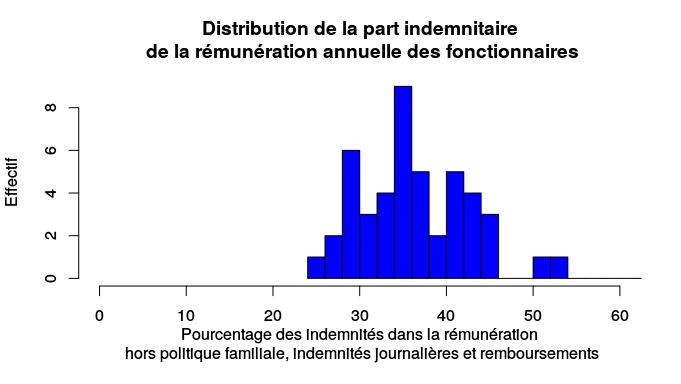 Distribution de la part indemnitaire
de la rémunération annuelle des fonctionnaires
Effectif
8
6
4
2
0
0 10 20 30 40 50 60
Pourcentage des indemnités dans la rémunération
hors politique familiale, indemnités journalières et remboursements